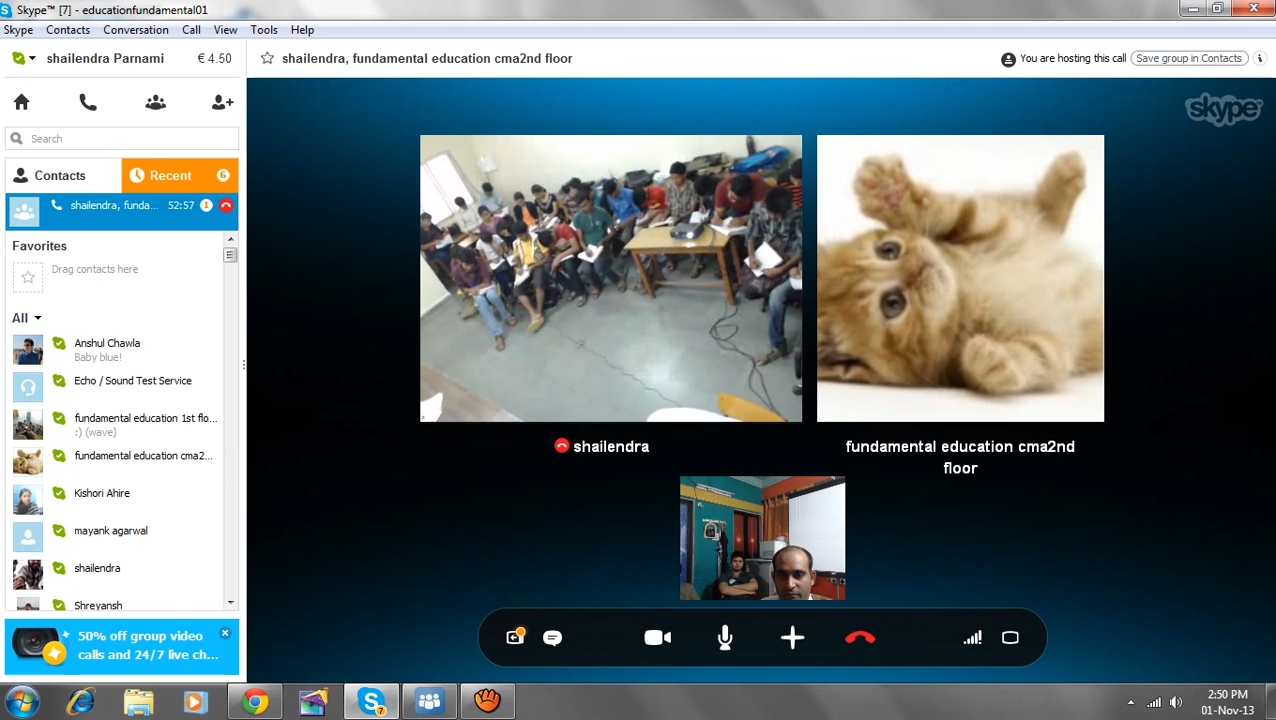 Skype™ [7] - educationfundamental01
Skype Contacts Conversation Call View Tools Help
shailendra Parnami € 4.50
Search
Contacts
Recent 6
shailendra, funda... 52:57 1
Favorites
Drag contacts here
All
Anshul Chawla
Baby blue!
Echo / Sound Test Service
fundamental education 1st flo...
:) (wave)
fundamental education cma2...
Kishori Ahire
mayank agarwal
shailendra
Shreyansh
50% off group video
calls and 24/7 live ch...
shailendra, fundamental education cma2nd floor
You are hosting this call
Save group in Contacts
skype
shailendra
fundamental education cma2nd
floor
7
2:50 PM
01-Nov-13